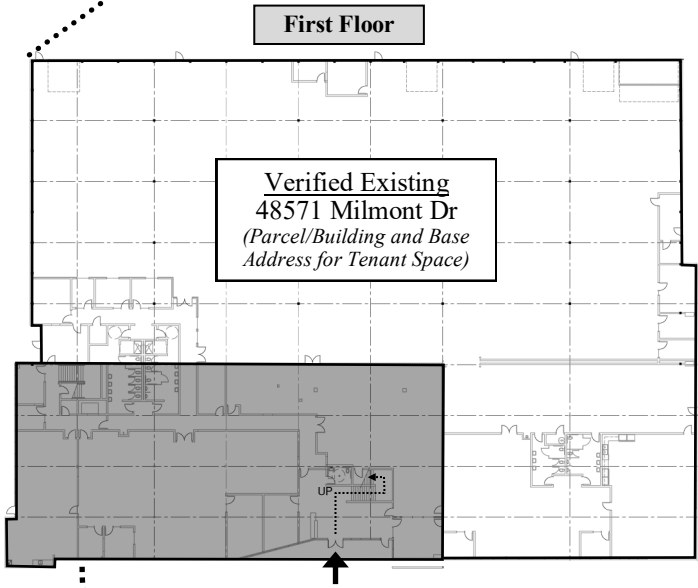 First Floor
Verified Existing
48571 Milmont Dr
(Parcel/Building and Base
Address for Tenant Space)
UP